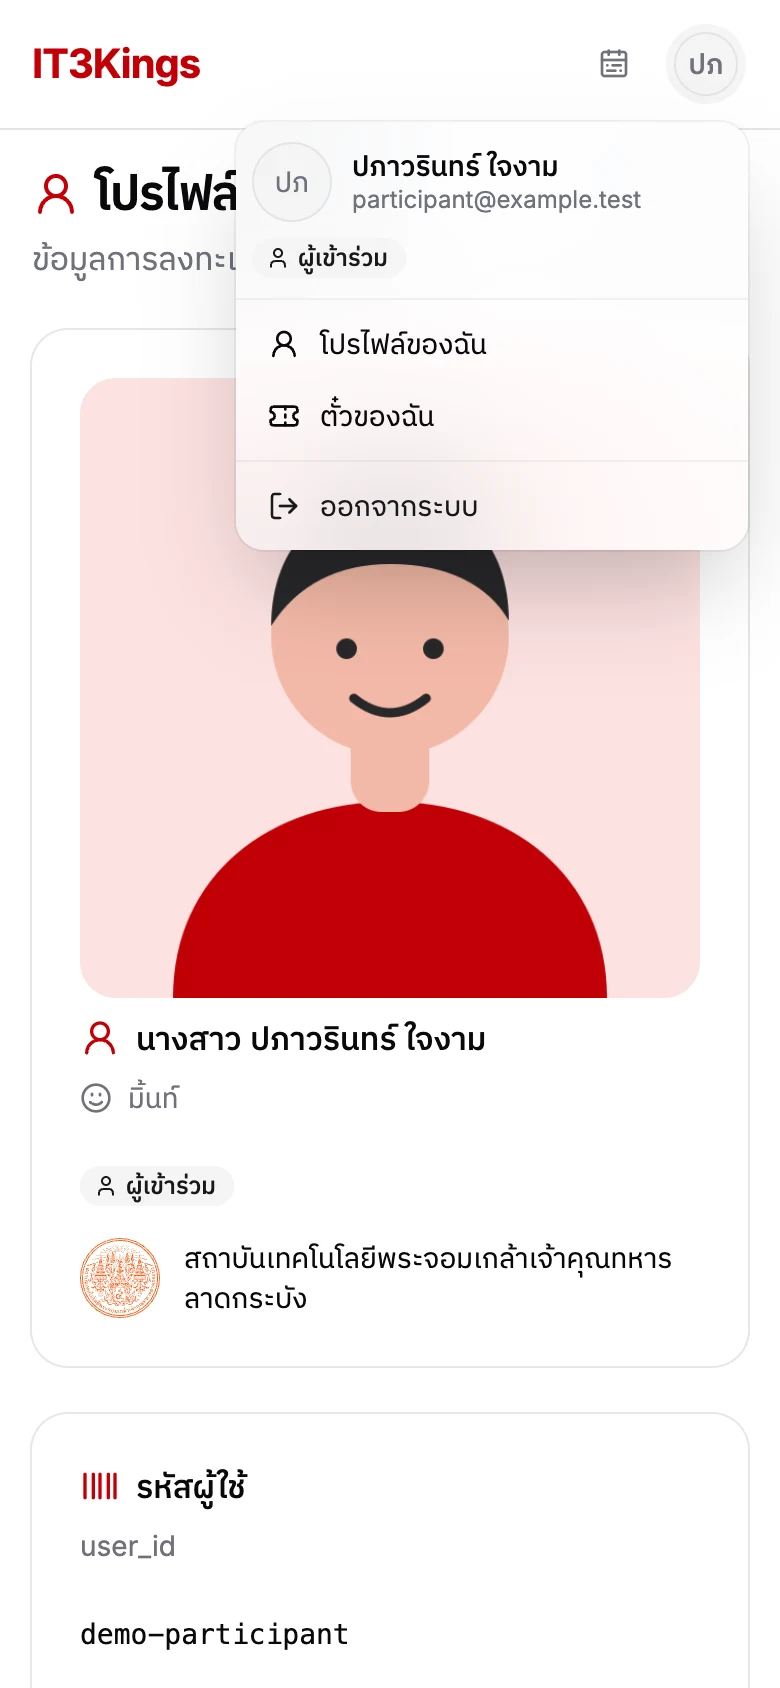 IT3Kings
ปภ
ปภ
ปภาวรินทร์ ใจงาม
participant@example.test
ผู้เข้าร่วม
โปรไฟล์ของฉัน
ตั๋วของฉัน
ออกจากระบบ
โปรไฟล์
ข้อมูลการลงทะเ
นางสาว ปภาวรินทร์ ใจงาม
มิ้นท์
ผู้เข้าร่วม
สถาบันเทคโนโลยีพระจอมเกล้าเจ้าคุณทหาร
ลาดกระบัง
รหัสผู้ใช้
user_id
demo-participant